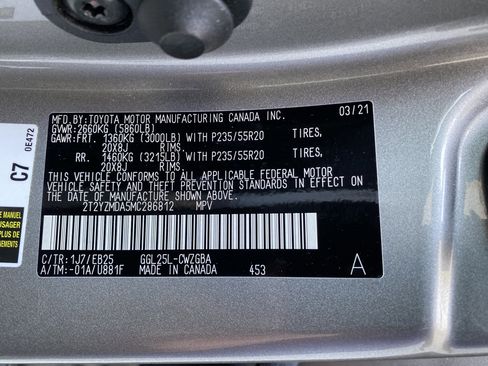 MFD.BY:TOYOTA MOTOR MANUFACTURING CANADA INC.
GVWR:2660KG (5860LB) 03/21
GAWR:FRT. 1360KG (3000LB) WITH P235/55R20 TIRES,
20X8J RIMS,
RR. 1460KG (3215LB) WITH P235/55R20 TIRES,
20X8J RIMS.
THIS VEHICLE CONFORMS TO ALL APPLICABLE FEDERAL MOTOR
VEHICLE SAFETY STANDARDS IN EFFECT ON
THE DATE OF MANUFACTURE SHOWN ABOVE.
2T2YZMDA5MC286812 MPV
C/TR: 1J7/EB25 GGL25L-CWZGBA
A/TM:-01A/U881F MADE IN CANADA 453
A
C7
0E472